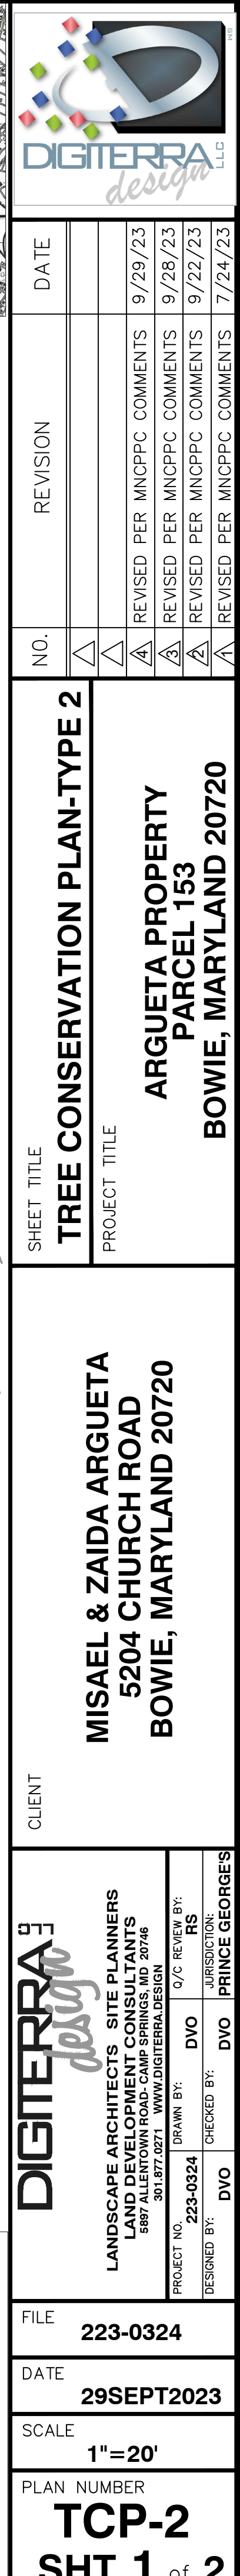 DIGITERRA LLC
design
SM
NO. REVISION DATE
4 REVISED PER MNCPPC COMMENTS 9/29/23
3 REVISED PER MNCPPC COMMENTS 9/28/23
2 REVISED PER MNCPPC COMMENTS 9/22/23
1 REVISED PER MNCPPC COMMENTS 7/24/23
SHEET TITLE
TREE CONSERVATION PLAN-TYPE 2
PROJECT TITLE
ARGUETA PROPERTY
PARCEL 153
BOWIE, MARYLAND 20720
CLIENT
MISAEL & ZAIDA ARGUETA
5204 CHURCH ROAD
BOWIE, MARYLAND 20720
DIGITERRA LLC
design
LANDSCAPE ARCHITECTS SITE PLANNERS
LAND DEVELOPMENT CONSULTANTS
5897 ALLENTOWN ROAD- CAMP SPRINGS, MD 20746
301.877.0271 WWW.DIGITERRA.DESIGN
PROJECT NO. DRAWN BY: Q/C REVIEW BY:
223-0324 DVO RS
DESIGNED BY: CHECKED BY: JURISDICTION:
DVO DVO PRINCE GEORGE'S
FILE
223-0324
DATE
29SEPT2023
SCALE
1"=20'
PLAN NUMBER
TCP-2
SHT 1 of 2